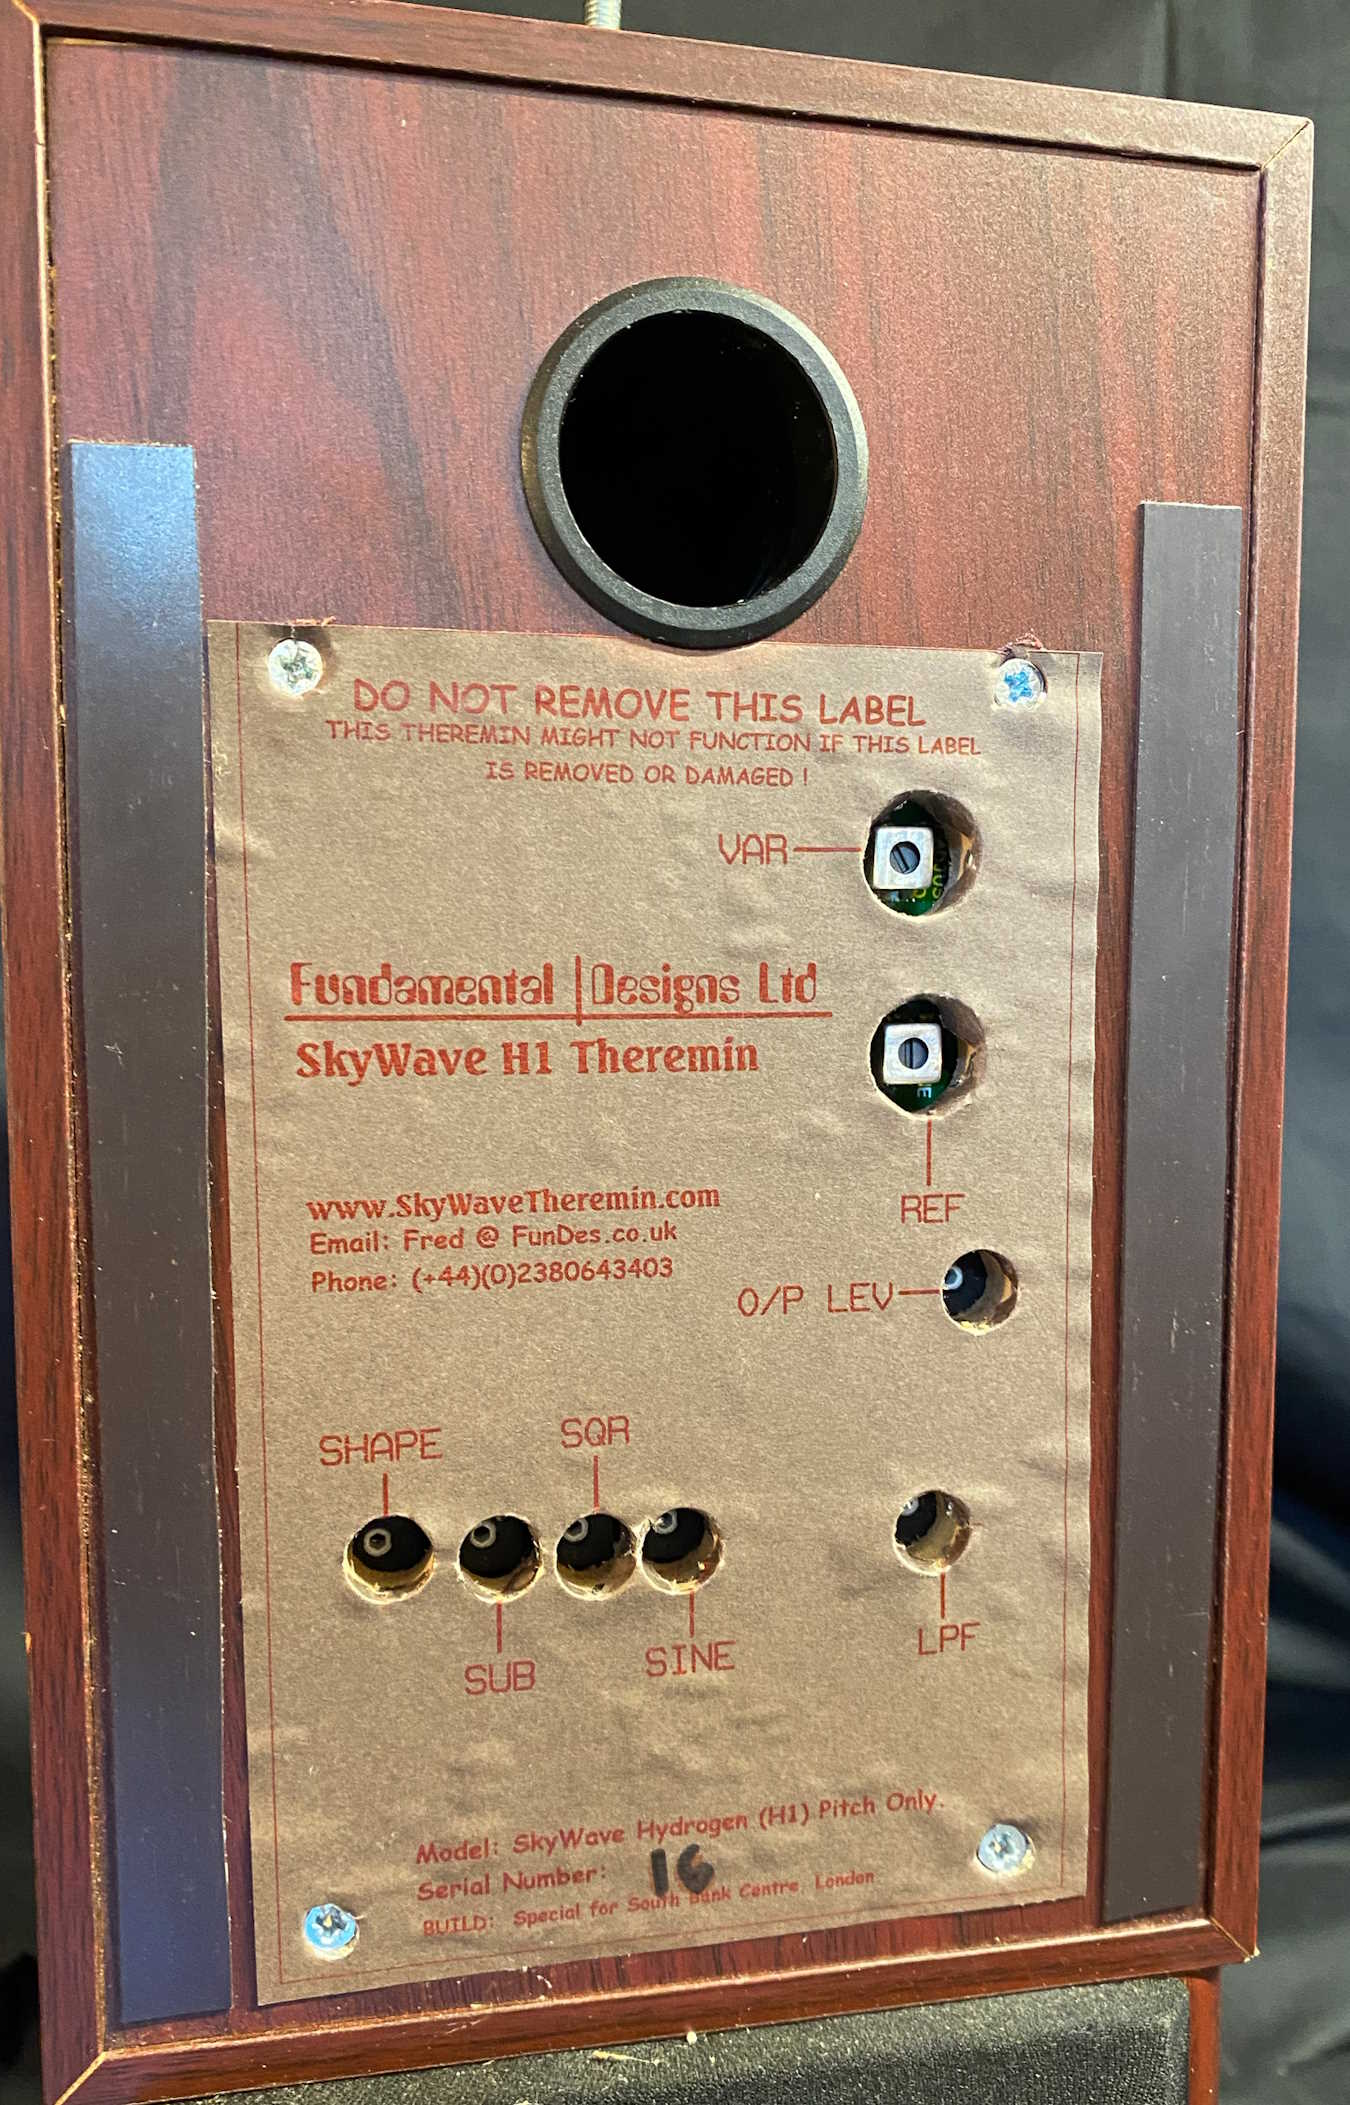 DO NOT REMOVE THIS LABEL
THIS THEREMIN MIGHT NOT FUNCTION IF THIS LABEL
IS REMOVED OR DAMAGED !
VAR
Fundamental Designs Ltd
SkyWave H1 Theremin
REF
www.SkyWaveTheremin.com
Email: Fred @ FunDes.co.uk
Phone: (+44)(0)2380643403
O/P LEV
SHAPE
SQR
SUB
SINE
LPF
Model: SkyWave Hydrogen (H1) Pitch Only.
Serial Number: 16
BUILD: Special for South Bank Centre, London